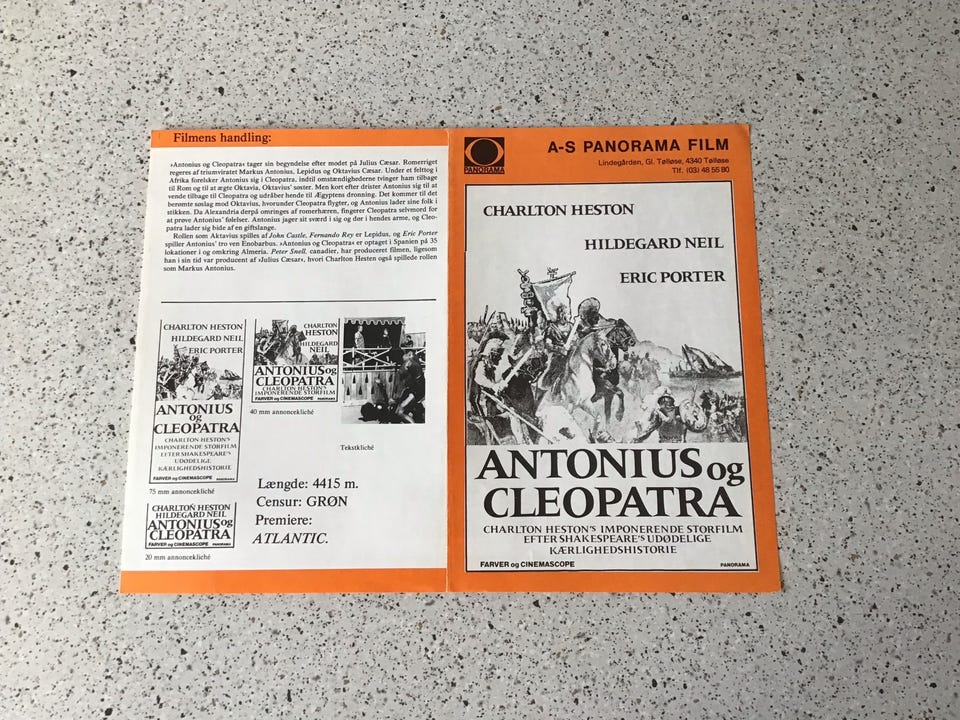 Filmens handling:
»Antonius og Cleopatra« tager sin begyndelse efter modet på Julius Cæsar. Romerriget
regeres af triumviratet Markus Antonius, Lepidus og Oktavius Cæsar. Under et felttog i
Afrika forelsker Antonius sig i Cleopatra, indtil omstændighederne tvinger ham tilbage
til Rom og til at ægte Oktavia, Oktavius' søster. Men kort efter drister Antonius sig til at
vende tilbage til Cleopatra og udråber hende til Ægyptens dronning. Det kommer til det
berømte søslag mod Oktavius, hvorunder Cleopatra flygter, og Antonius lader sine folk i
stikken. Da Alexandria derpå omringes af romerhæren, fingerer Cleopatra selvmord for
at prøve Antonius' følelser. Antonius jager sit sværd i sig og dør i hendes arme, og Cleo-
patra lader sig bide af en giftslange.
Rollen som Aktavius spilles af John Castle, Fernando Rey er Lepidus, og Eric Porter
spiller Antonius' tro ven Enobarbus. »Antonius og Cleopatra« er optaget i Spanien på 35
lokationer i og omkring Almeria. Peter Snell, canadier, har produceret filmen, ligesom
han i sin tid var producent af »Julius Cæsar«, hvori Charlton Hesten også spillede rollen
som Markus Antonius.
CHARLTON HESTON
HILDEGARD NEIL
ERIC PORTER
ANTONIUS
og
CLEOPATRA
CHARLTON HESTON'S
IMPONERENDE STORFILM
EFTER SHAKESPEARE'S
UDØDELIGE
KÆRLIGHEDSHISTORIE
FARVER og CINEMASCOPE PANORAMA
75 mm annoncekliché
CHARLTON HESTON
HILDEGARD NEIL
ANTONIUS og
CLEOPATRA
FARVER og CINEMASCOPE PANORAMA
20 mm annoncekliché
CHARLTON
HESTON
HILDEGARD
NEIL
ANTONIUS og
CLEOPATRA
CHARLTON HESTON'S
IMPONERENDE STORFILM
FARVER og CINEMASCOPE PANORAMA
40 mm annoncekliché
Tekstkliché
Længde: 4415 m.
Censur: GRØN
Premiere:
ATLANTIC.
PANORAMA
A-S PANORAMA FILM
Lindegården, Gl. Tølløse, 4340 Tølløse
Tlf. (03) 48 55 80
CHARLTON HESTON
HILDEGARD NEIL
ERIC PORTER
ANTONIUS og
CLEOPATRA
CHARLTON HESTON'S IMPONERENDE STORFILM
EFTER SHAKESPEARE'S UDØDELIGE
KÆRLIGHEDSHISTORIE
FARVER og CINEMASCOPE PANORAMA